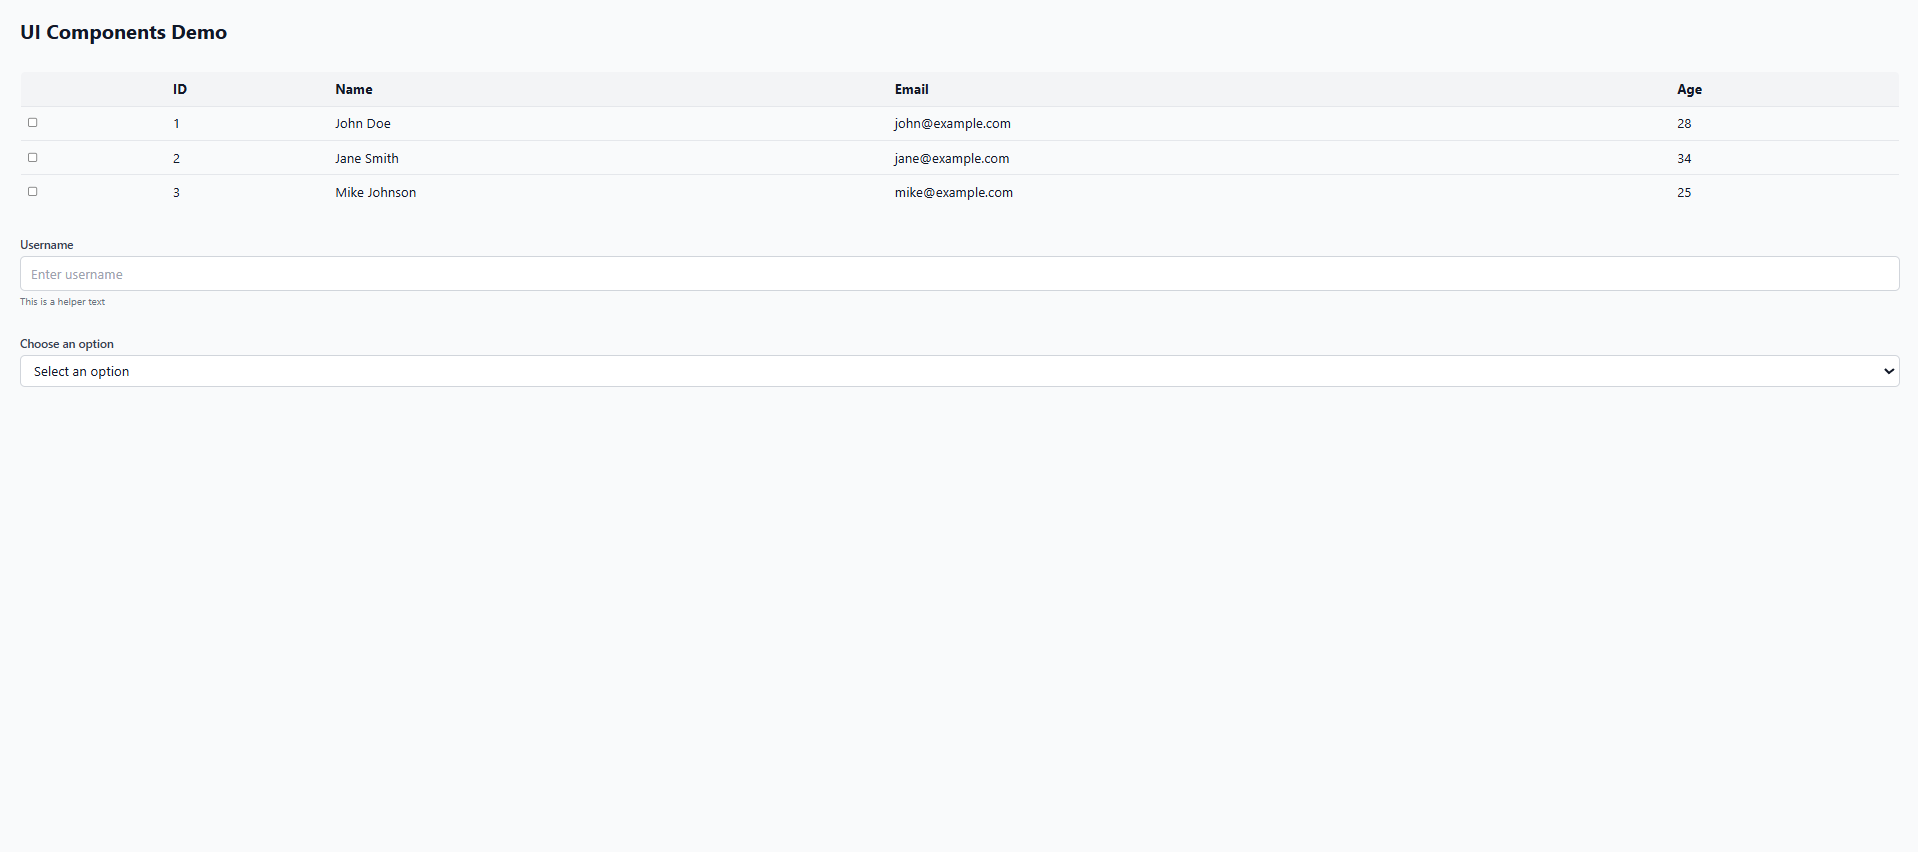 UI Components Demo
ID Name Email Age
1 John Doe john@example.com 28
2 Jane Smith jane@example.com 34
3 Mike Johnson mike@example.com 25
Username
Enter username
This is a helper text
Choose an option
Select an option